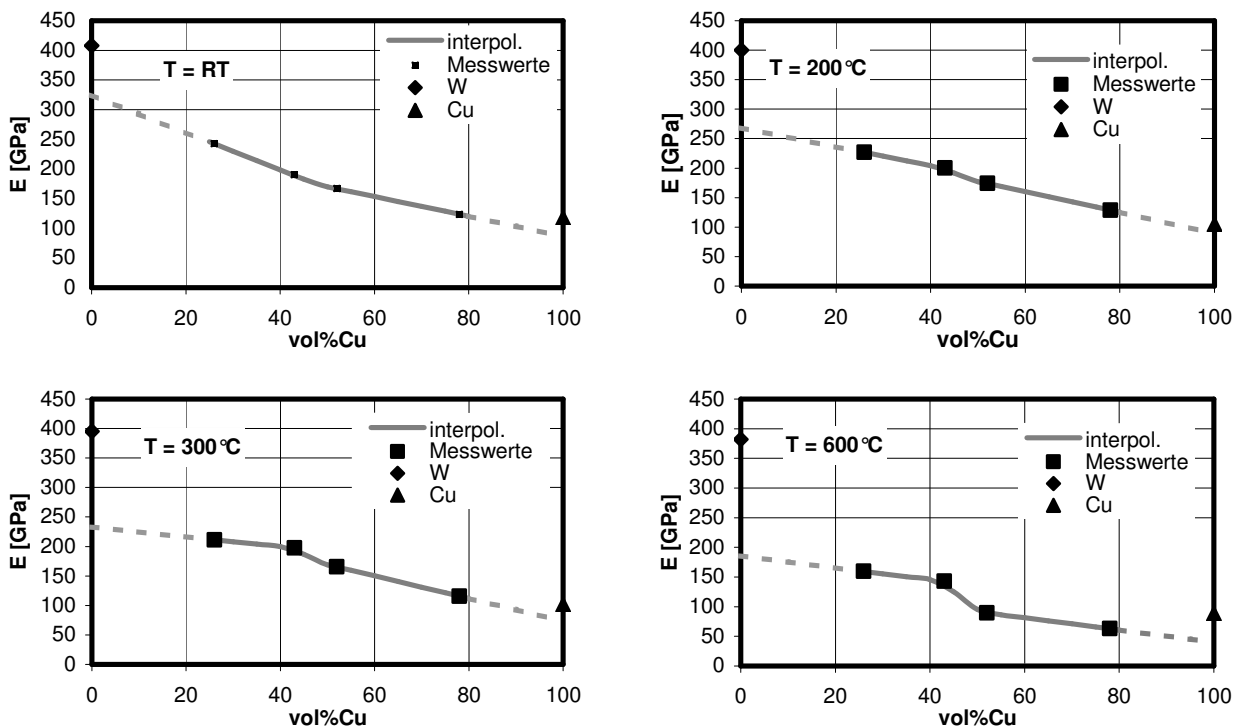 450
400
350
300
250
200
150
100
50
0
E [GPa]
T = RT
interpol.
Messwerte
W
Cu
0 20 40 60 80 100
vol%Cu
450
400
350
300
250
200
150
100
50
0
E [GPa]
T = 200°C
interpol.
Messwerte
W
Cu
0 20 40 60 80 100
vol%Cu
450
400
350
300
250
200
150
100
50
0
E [GPa]
T = 300°C
interpol.
Messwerte
W
Cu
0 20 40 60 80 100
vol%Cu
450
400
350
300
250
200
150
100
50
0
E [GPa]
T = 600°C
interpol.
Messwerte
W
Cu
0 20 40 60 80 100
vol%Cu